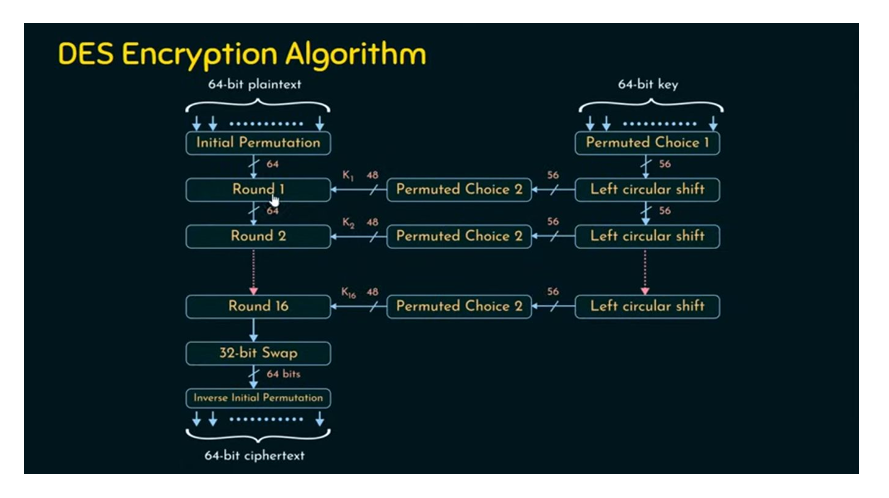 DES Encryption Algorithm
64-bit plaintext 64-bit key
Initial Permutation Permuted Choice 1
64 56
K1 48 56
Round 1 Permuted Choice 2 Left circular shift
64 56
K2 48 56
Round 2 Permuted Choice 2 Left circular shift
K16 48 56
Round 16 Permuted Choice 2 Left circular shift
32-bit Swap
64 bits
Inverse Initial Permutation
64-bit ciphertext